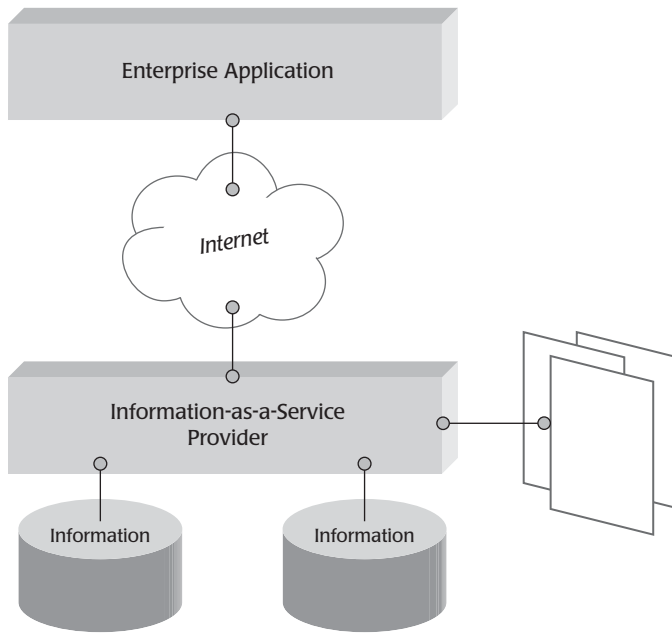 Enterprise Application
Internet
Information-as-a-Service
Provider
Information
Information